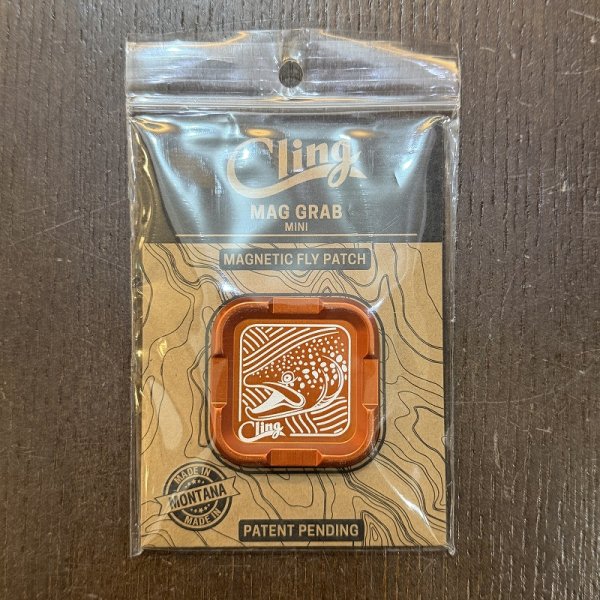 Cling
MAG GRAB
MINI
MAGNETIC FLY PATCH
Cling
MADE IN
MONTANA
MADE IN
PATENT PENDING